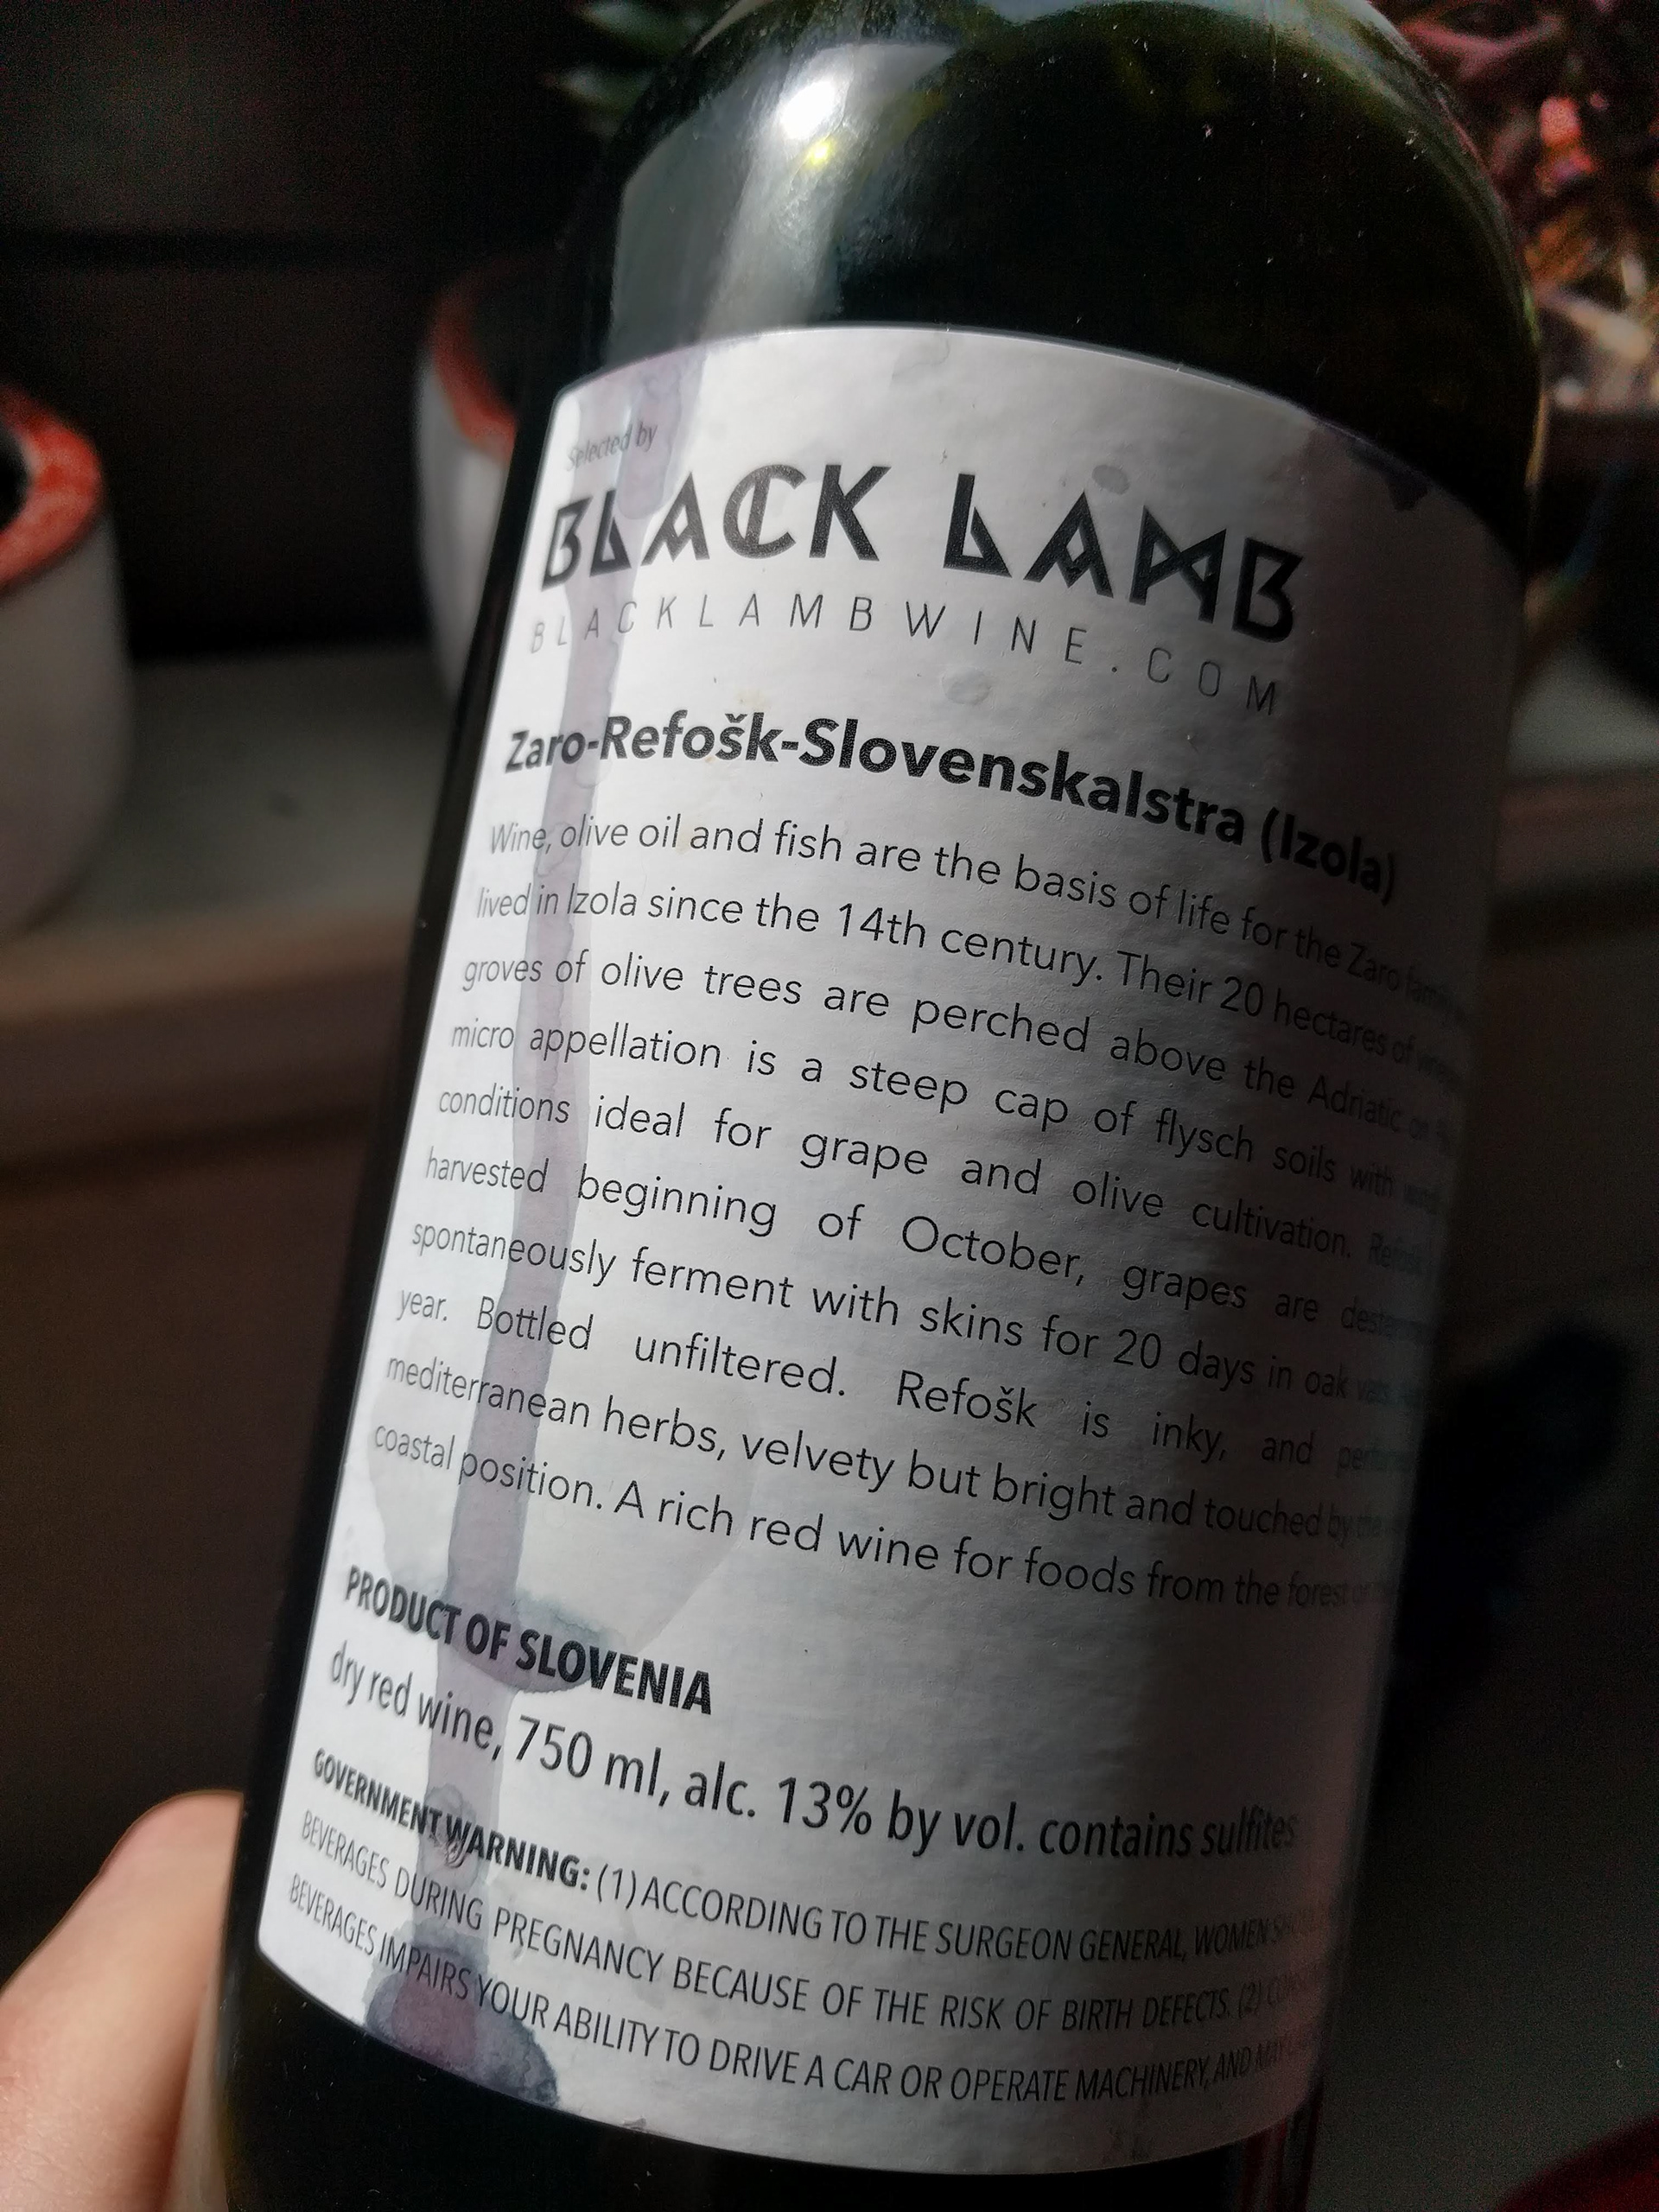 Selected by
BLACK LAMB
BLACKLAMBWINE.COM
Zaro-Refošk-SlovenskaIstra (Izola)
Wine, olive oil and fish are the basis of life for the Zaro family
lived in Izola since the 14th century. Their 20 hectares of
groves of olive trees are perched above the Adriatic on
micro appellation is a steep cap of flysch soils with
conditions ideal for grape and olive cultivation.
harvested beginning of October, grapes are
spontaneously ferment with skins for 20 days in oak
year. Bottled unfiltered. Refošk is inky, and
mediterranean herbs, velvety but bright and touched by
coastal position. A rich red wine for foods from the forest
PRODUCT OF SLOVENIA
dry red wine, 750 ml, alc. 13% by vol. contains sulfites
GOVERNMENT WARNING: (1) ACCORDING TO THE SURGEON GENERAL, WOMEN
BEVERAGES DURING PREGNANCY BECAUSE OF THE RISK OF BIRTH DEFECTS. (2)
BEVERAGES IMPAIRS YOUR ABILITY TO DRIVE A CAR OR OPERATE MACHINERY, AND MAY